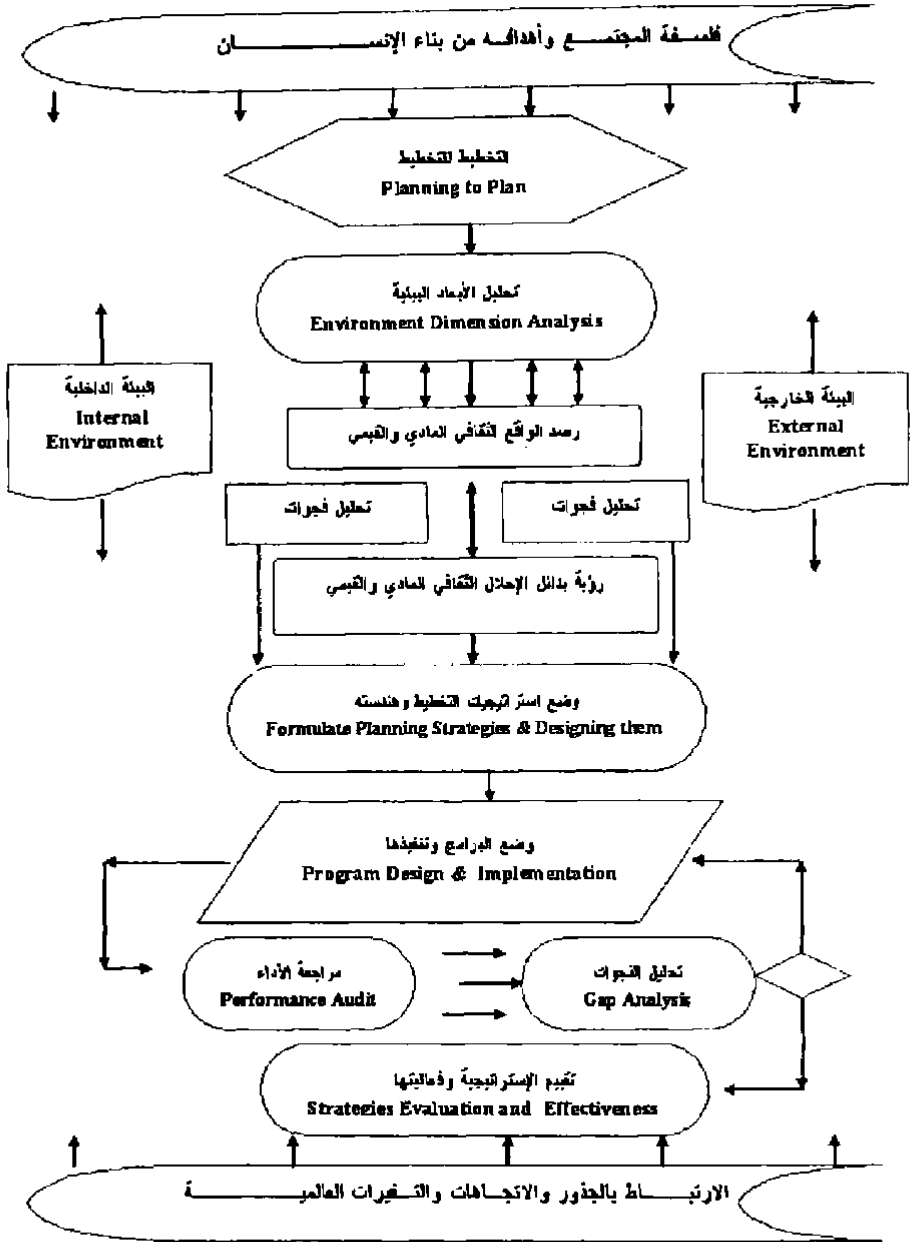 فلسفة المجتمع وأهدافه من بناء الإنسان
التخطيط للتخطيط
Planning to Plan
تحليل الأبعاد البيئية
Environment Dimension Analysis
البيئة الداخلية
Internal
Environment
البيئة الخارجية
External
Environment
رصد الواقع الثقافي المادي والقيمي
تحليل فجوات
تحليل فجوات
رؤية بدائل الإحلال الثقافي المادي والقيمي
وضع استراتيجيات التخطيط وهندسته
Formulate Planning Strategies & Designing them
وضع البرامج وتنفيذها
Program Design & Implementation
مراجعة الأداء
Performance Audit
تحليل الفجوات
Gap Analysis
تقييم الإستراتيجية وفعاليتها
Strategies Evaluation and Effectiveness
الارتباط بالجذور والاتجاهات والتغيرات العالمية